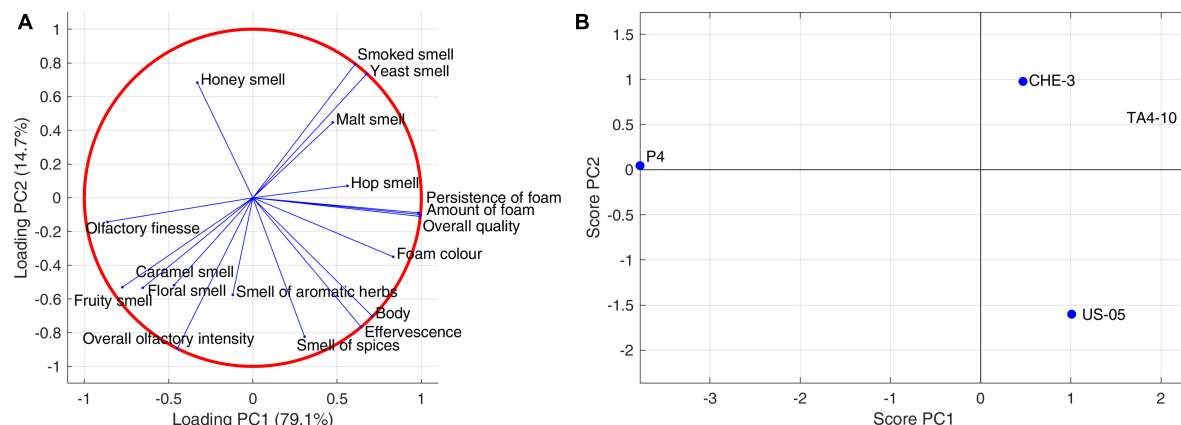 A
1
0.8
0.6
0.4
0.2
0
-0.2
-0.4
-0.6
-0.8
-1
Loading PC2 (14.7%)
Smoked smell
Yeast smell
Honey smell
Malt smell
Hop smell
Persistence of foam
Amount of foam
Overall quality
Olfactory finesse
Foam colour
Caramel smell
Floral smell
Smell of aromatic herbs
Fruity smell
Body
Effervescence
Overall olfactory intensity
Smell of spices
-1
-0.5
0
0.5
1
Loading PC1 (79.1%)
B
1.5
1
0.5
0
-0.5
-1
-1.5
-2
Score PC2
CHE-3
TA4-10
P4
US-05
-3
-2
-1
0
1
2
Score PC1